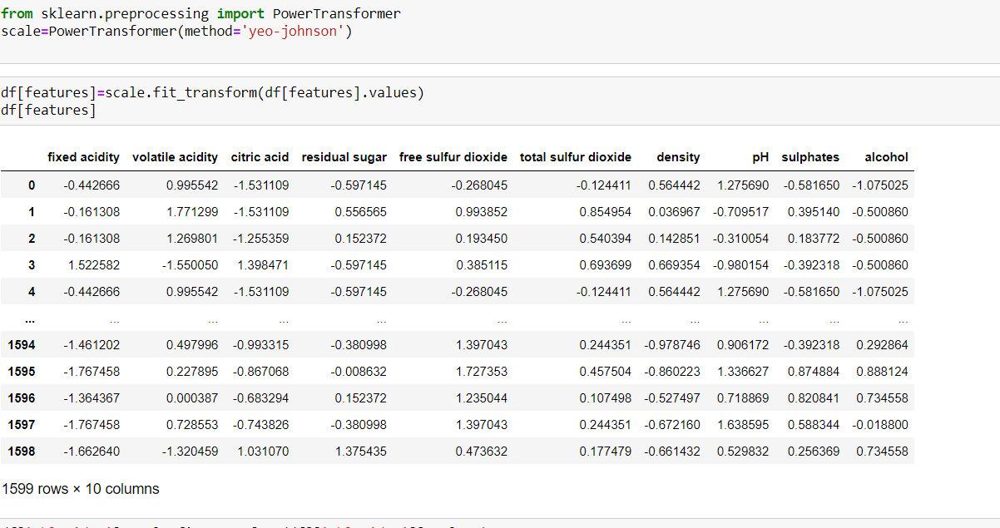 from sklearn.preprocessing import PowerTransformer
scale=PowerTransformer(method='yeo-johnson')
df[features]=scale.fit_transform(df[features].values)
df[features]
fixed acidity volatile acidity citric acid residual sugar free sulfur dioxide total sulfur dioxide density pH sulphates alcohol
0 -0.442666 0.995542 -1.531109 -0.597145 -0.268045 -0.124411 0.564442 1.275690 -0.581650 -1.075025
1 -0.161308 1.771299 -1.531109 0.556565 0.993852 0.854954 0.036967 -0.709517 0.395140 -0.500860
2 -0.161308 1.269801 -1.255359 0.152372 0.193450 0.540394 0.142851 -0.310054 0.183772 -0.500860
3 1.522582 -1.550050 1.398471 -0.597145 0.385115 0.693699 0.669354 -0.980154 -0.392318 -0.500860
4 -0.442666 0.995542 -1.531109 -0.597145 -0.268045 -0.124411 0.564442 1.275690 -0.581650 -1.075025
... ... ... ... ... ... ... ... ... ... ...
1594 -1.461202 0.497996 -0.993315 -0.380998 1.397043 0.244351 -0.978746 0.906172 -0.392318 0.292864
1595 -1.767458 0.227895 -0.867068 -0.008632 1.727353 0.457504 -0.860223 1.336627 0.874884 0.888124
1596 -1.364367 0.000387 -0.683294 0.152372 1.235044 0.107498 -0.527497 0.718869 0.820841 0.734558
1597 -1.767458 0.728553 -0.743826 -0.380998 1.397043 0.244351 -0.672160 1.638595 0.588344 -0.018800
1598 -1.662640 -1.320459 1.031070 1.375435 0.473632 0.177479 -0.661432 0.529832 0.256369 0.734558
1599 rows × 10 columns